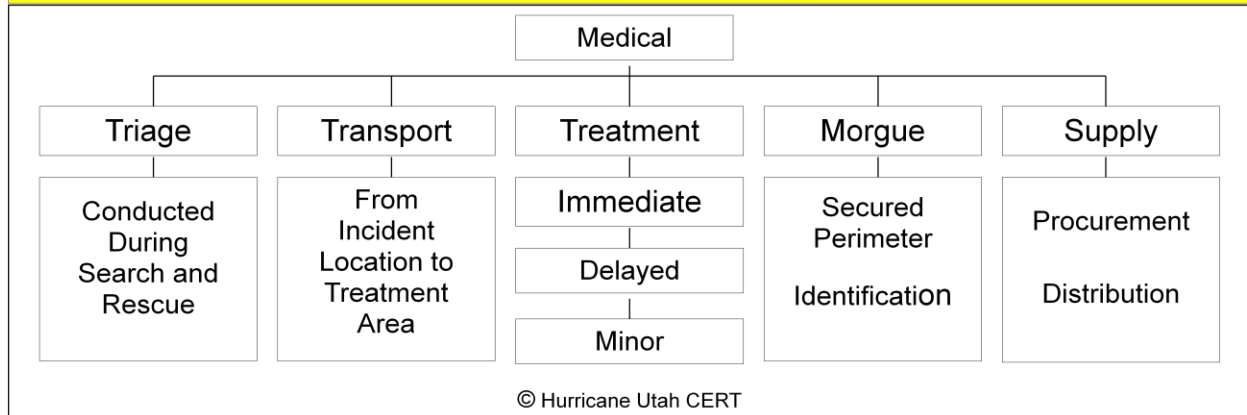 Medical
Triage
Transport
Treatment
Morgue
Supply
Conducted
During
Search and
Rescue
From
Incident
Location to
Treatment
Area
Immediate
Delayed
Minor
Secured
Perimeter
Identification
Procurement
Distribution
© Hurricane Utah CERT